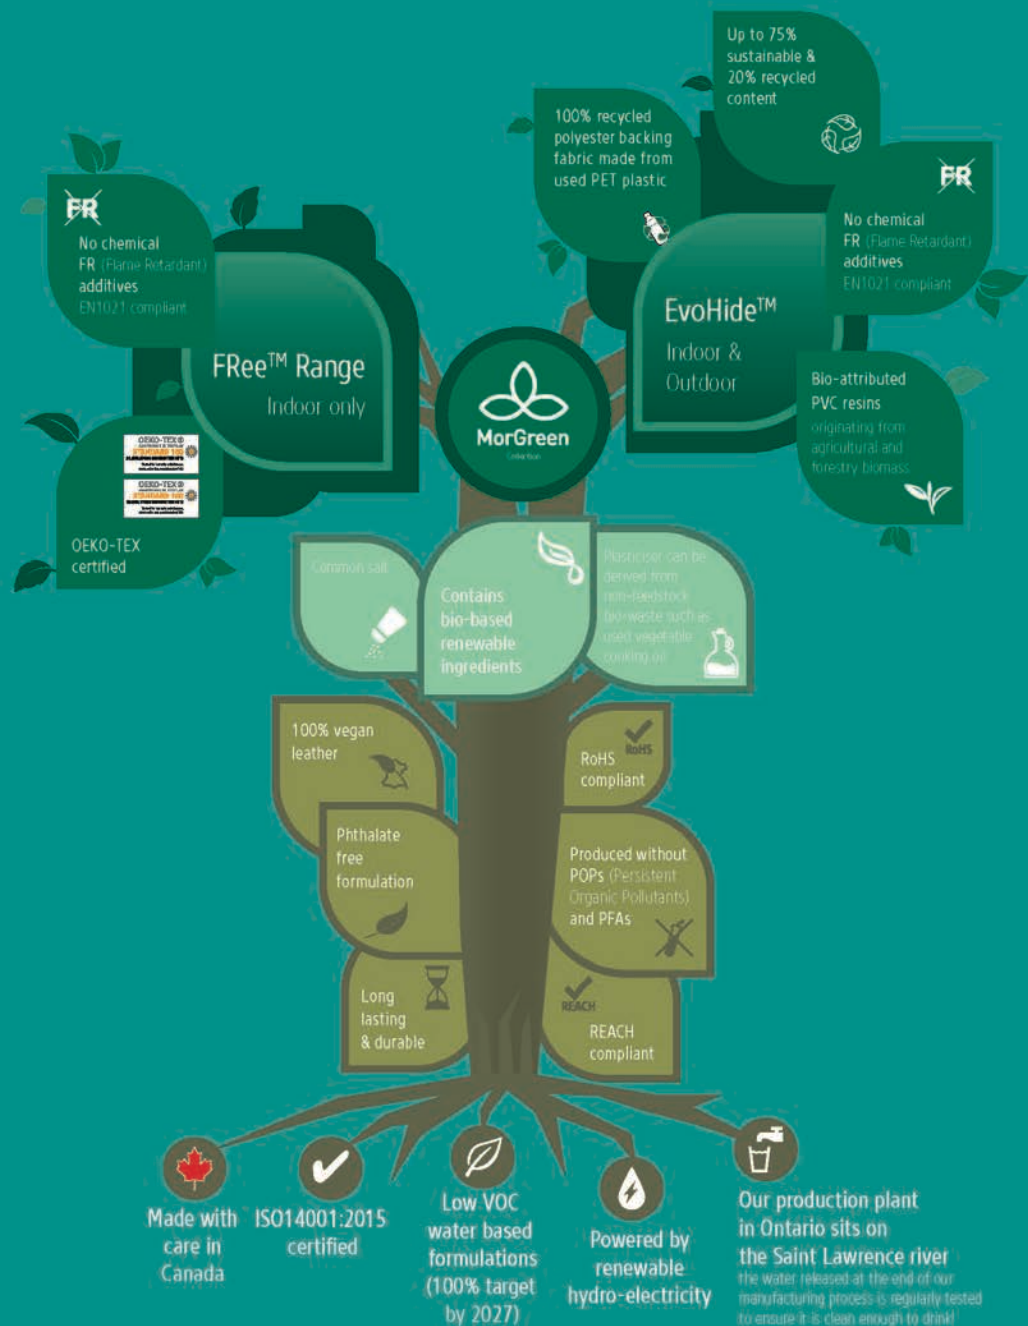 Up to 75%
sustainable &
20% recycled
content
100% recycled
polyester backing
fabric made from
used PET plastic
FR
No chemical
FR (Flame Retardant)
additives
EN1021 compliant
FR
No chemical
FR (Flame Retardant)
additives
EN1021 compliant
EvoHide™
Indoor &
Outdoor
FRee™ Range
Indoor only
MorGreen
Bio-attributed
PVC resins
originating from
agricultural and
forestry biomass
OEKO-TEX®
STANDARD 100
OEKO-TEX®
STANDARD 100
OEKO-TEX
certified
Common salt
Contains
bio-based
renewable
ingredients
Plasticiser can be
derived from
non-feedstock
bio-waste such as
used vegetable
cooking oil
100% vegan
leather
RoHS
RoHS
compliant
Phthalate
free
formulation
Produced without
POPs (Persistent
Organic Pollutants)
and PFAs
Long
lasting
& durable
REACH
REACH
compliant
Made with
care in
Canada
ISO14001:2015
certified
Low VOC
water based
formulations
(100% target
by 2027)
Powered by
renewable
hydro-electricity
Our production plant
in Ontario sits on
the Saint Lawrence river
the water released at the end of our
manufacturing process is regularly tested
to ensure it is clean enough to drink!